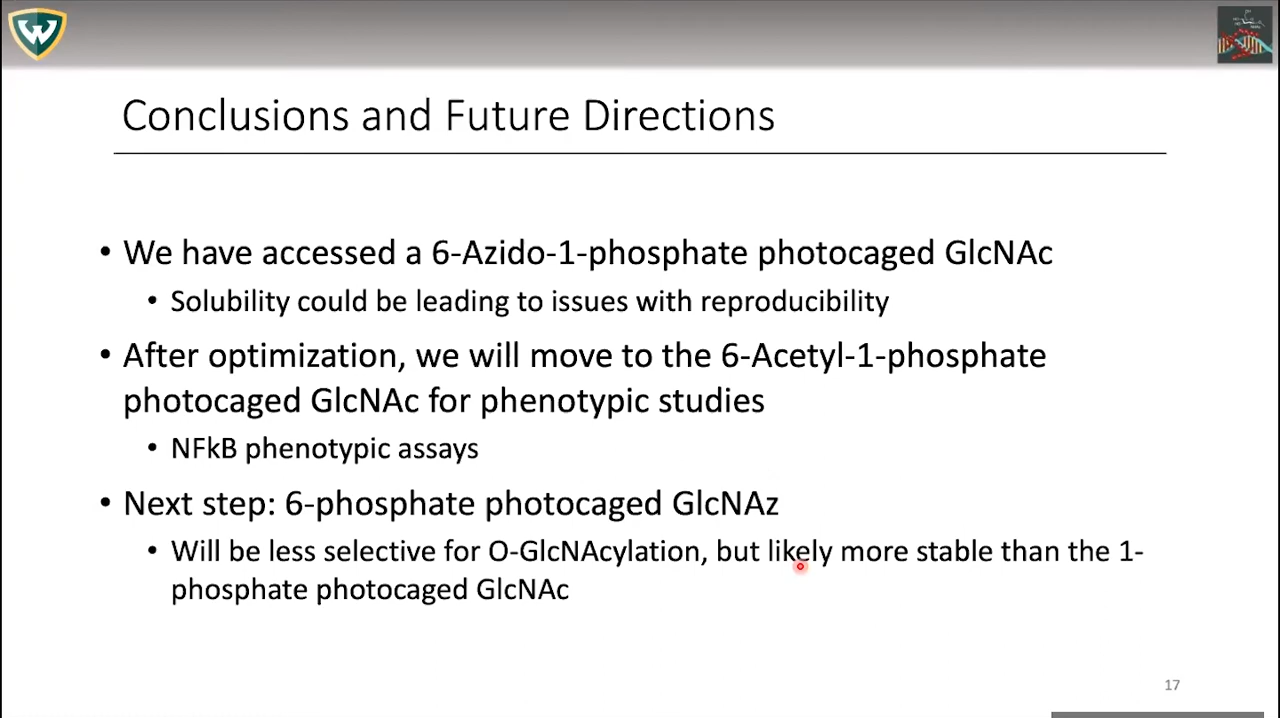 Conclusions and Future Directions
• We have accessed a 6-Azido-1-phosphate photocaged GlcNAc
• Solubility could be leading to issues with reproducibility
• After optimization, we will move to the 6-Acetyl-1-phosphate
photocaged GlcNAc for phenotypic studies
• NFkB phenotypic assays
• Next step: 6-phosphate photocaged GlcNAz
• Will be less selective for O-GlcNAcylation, but likely more stable than the 1-
phosphate photocaged GlcNAc
17